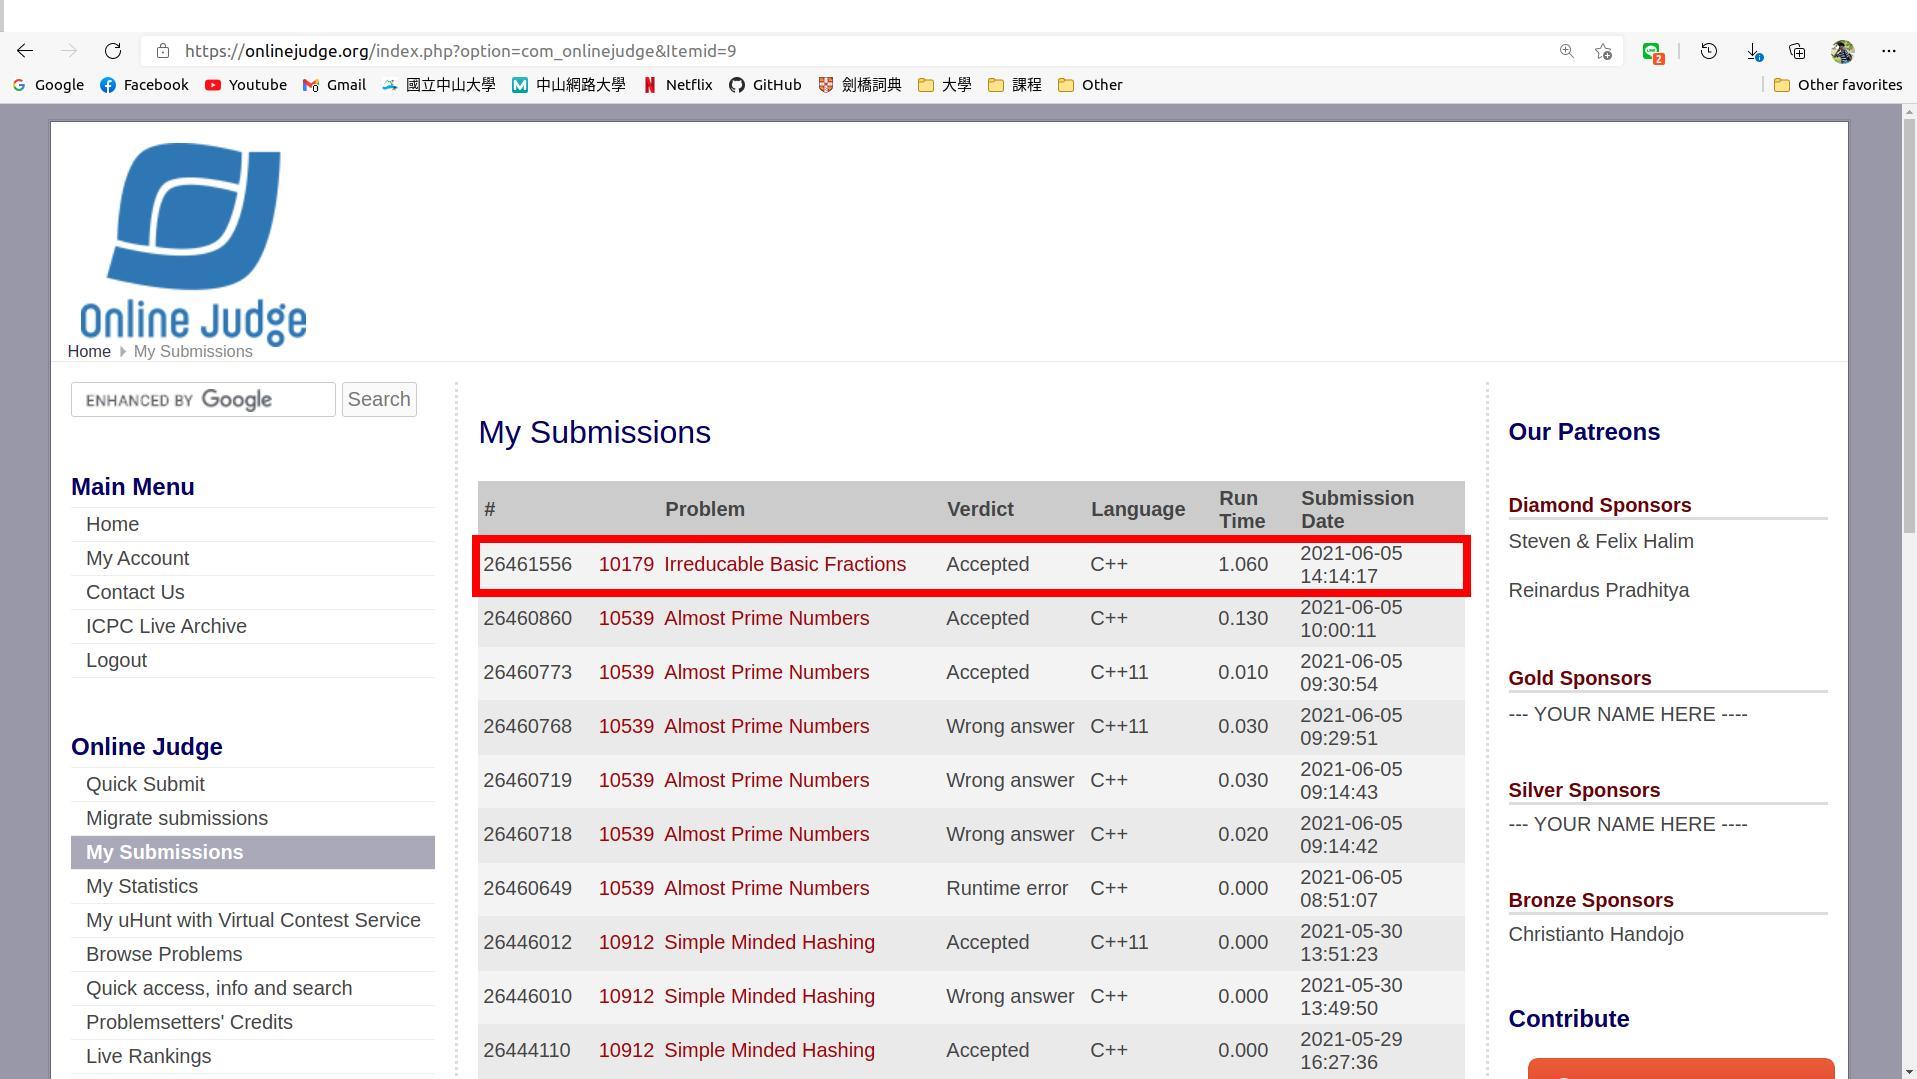 https://onlinejudge.org/index.php?option=com_onlinejudge&Itemid=9
2
Google Facebook Youtube Gmail 國立中山大學 中山網路大學 Netflix GitHub 劍橋詞典 大學 課程 Other Other favorites
Online Judge
Home My Submissions
ENHANCED BY Google Search
Main Menu
Home
My Account
Contact Us
ICPC Live Archive
Logout
Online Judge
Quick Submit
Migrate submissions
My Submissions
My Statistics
My uHunt with Virtual Contest Service
Browse Problems
Quick access, info and search
Problemsetters' Credits
Live Rankings
My Submissions
# Problem Verdict Language Run Time Submission Date
26461556 10179 Irreducable Basic Fractions Accepted C++ 1.060 2021-06-05 14:14:17
26460860 10539 Almost Prime Numbers Accepted C++ 0.130 2021-06-05 10:00:11
26460773 10539 Almost Prime Numbers Accepted C++11 0.010 2021-06-05 09:30:54
26460768 10539 Almost Prime Numbers Wrong answer C++11 0.030 2021-06-05 09:29:51
26460719 10539 Almost Prime Numbers Wrong answer C++ 0.030 2021-06-05 09:14:43
26460718 10539 Almost Prime Numbers Wrong answer C++ 0.020 2021-06-05 09:14:42
26460649 10539 Almost Prime Numbers Runtime error C++ 0.000 2021-06-05 08:51:07
26446012 10912 Simple Minded Hashing Accepted C++11 0.000 2021-05-30 13:51:23
26446010 10912 Simple Minded Hashing Wrong answer C++ 0.000 2021-05-30 13:49:50
26444110 10912 Simple Minded Hashing Accepted C++ 0.000 2021-05-29 16:27:36
Our Patreons
Diamond Sponsors
Steven & Felix Halim
Reinardus Pradhitya
Gold Sponsors
--- YOUR NAME HERE ----
Silver Sponsors
--- YOUR NAME HERE ----
Bronze Sponsors
Christianto Handojo
Contribute